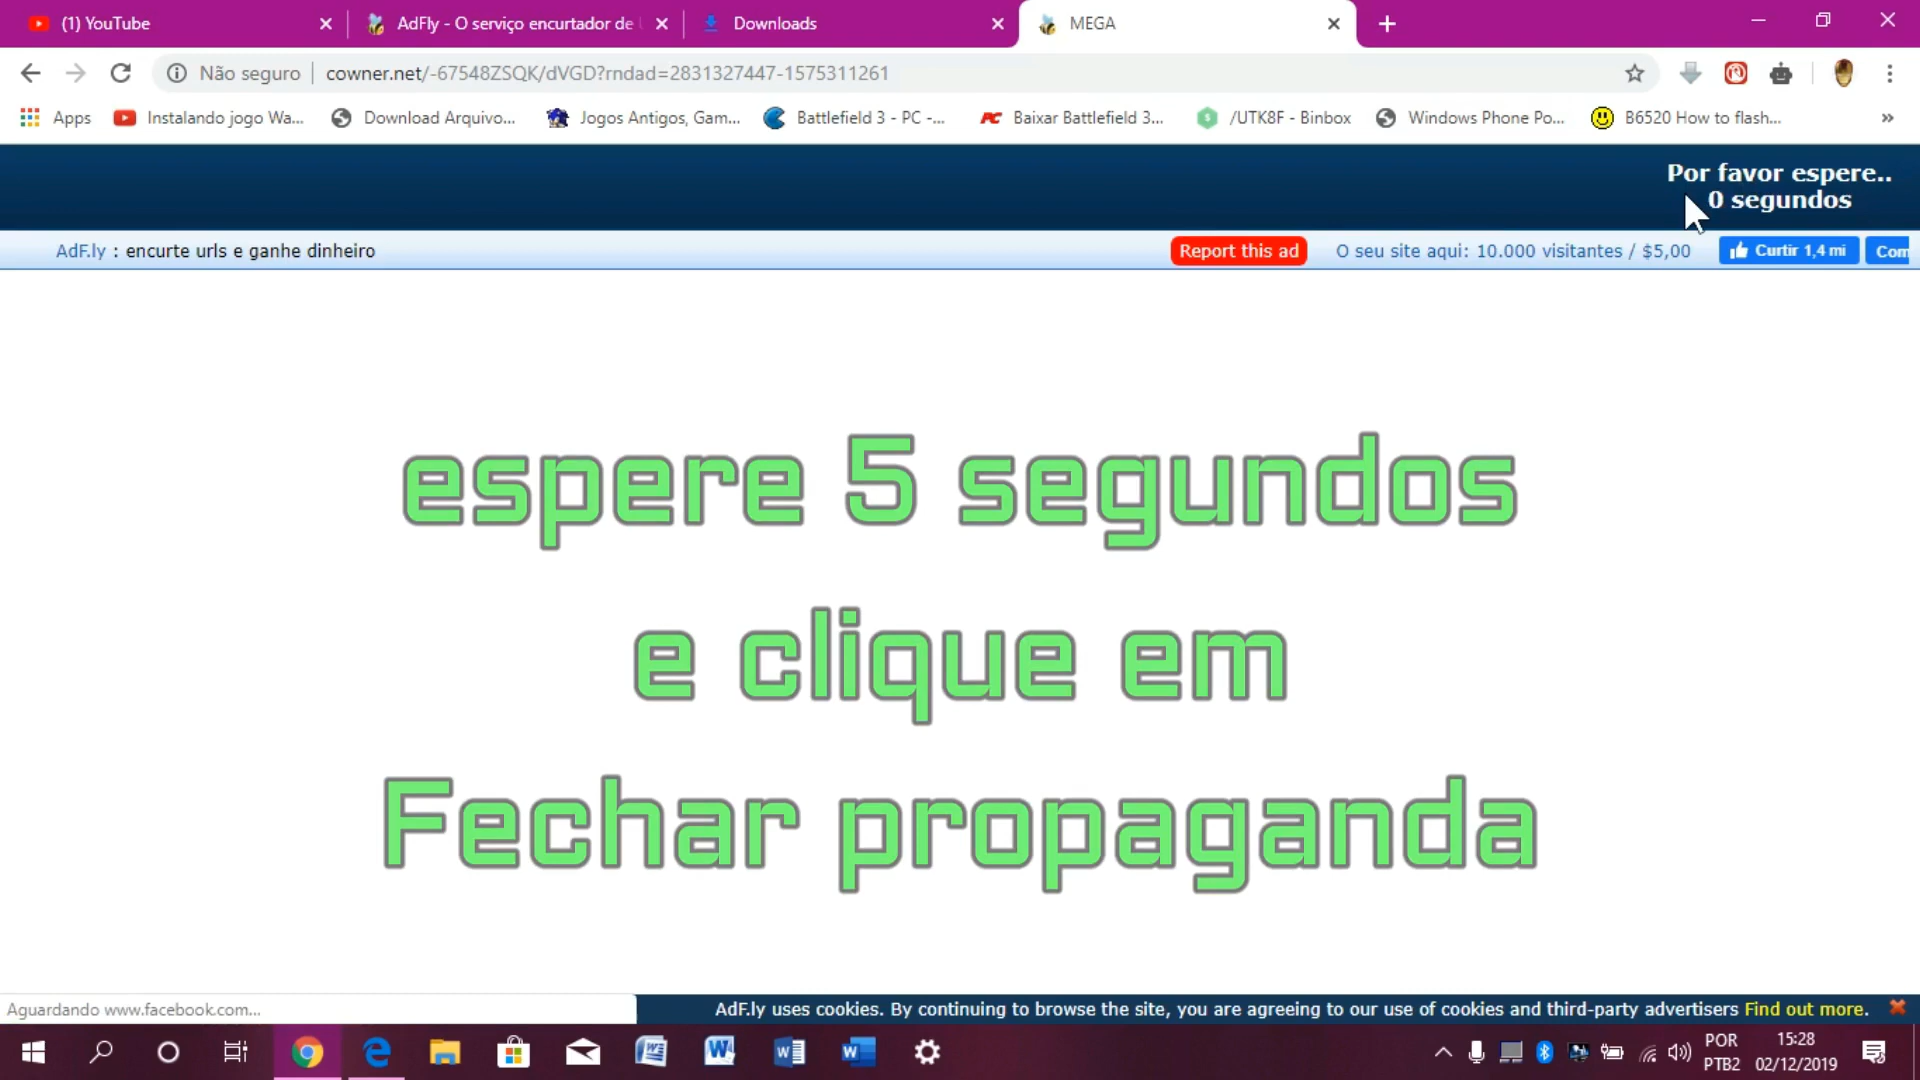 (1) YouTube
AdFly - O serviço encurtador de
Downloads
MEGA
Não seguro
cowner.net/-67548ZSQK/dVGD?rndad=2831327447-1575311261
Apps
Instalando jogo Wa...
Download Arquivo...
Jogos Antigos, Gam...
Battlefield 3 - PC -...
Baixar Battlefield 3...
/UTK8F - Binbox
Windows Phone Po...
B6520 How to flash...
»
Por favor espere..
0 segundos
AdF.ly : encurte urls e ganhe dinheiro
Report this ad
O seu site aqui: 10.000 visitantes / $5,00
Curtir 1,4 mi
Com
espere 5 segundos
e clique em
Fechar propaganda
Aguardando www.facebook.com...
AdF.ly uses cookies. By continuing to browse the site, you are agreeing to our use of cookies and third-party advertisers Find out more.
POR
PTB2
15:28
02/12/2019